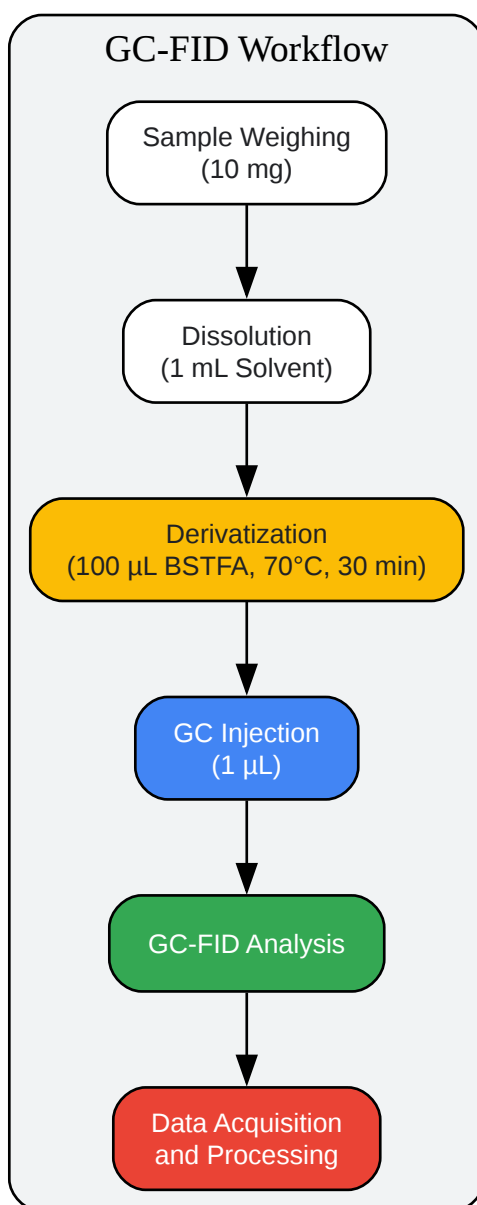 GC-FID Workflow
Sample Weighing
(10 mg)
Dissolution
(1 mL Solvent)
Derivatization
(100 µL BSTFA, 70°C, 30 min)
GC Injection
(1 µL)
GC-FID Analysis
Data Acquisition
and Processing